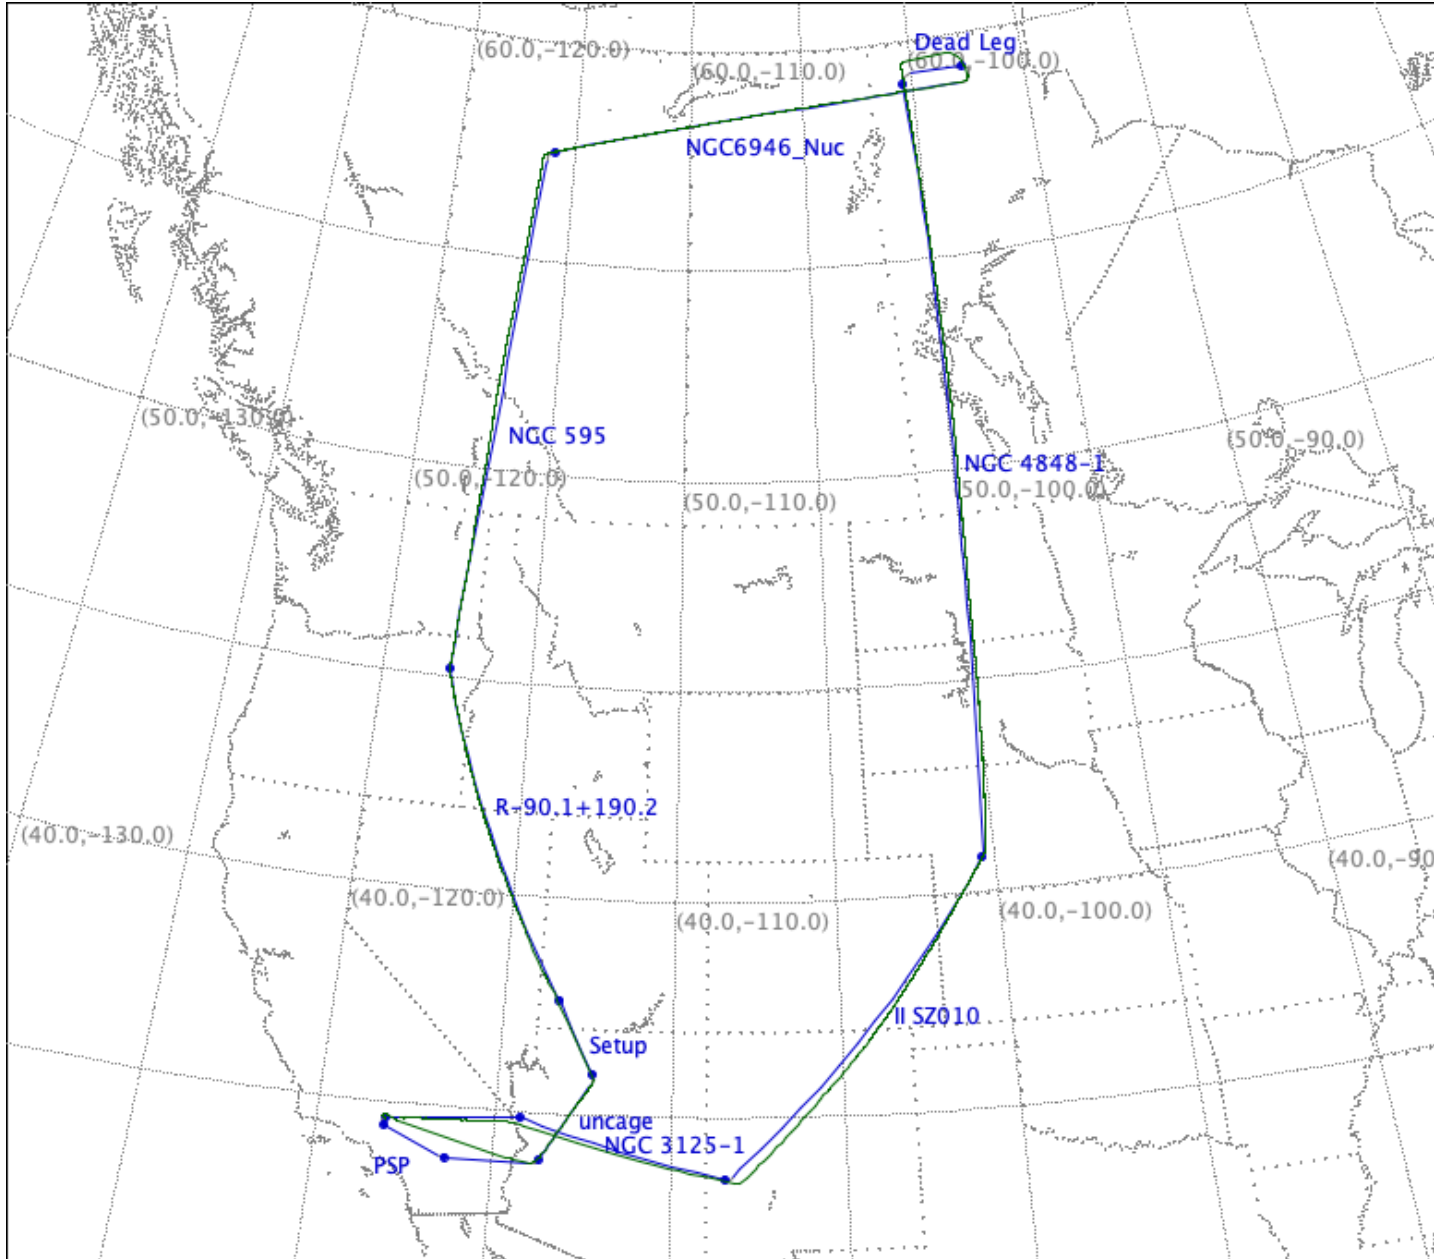 Dead Leg
(60.0,-120.0)
(60.0,-110.0)
(60.0,-100.0)
NGC6946_Nuc
(50.0,-130.0)
NGC 595
(50.0,-90.0)
NGC 4848-1
(50.0,-120.0)
(50.0,-110.0)
(50.0,-100.0)
R-90.1+190.2
(40.0,-130.0)
(40.0,-90
(40.0,-120.0)
(40.0,-110.0)
(40.0,-100.0)
II SZ010
Setup
uncage
NGC 3125-1
PSP